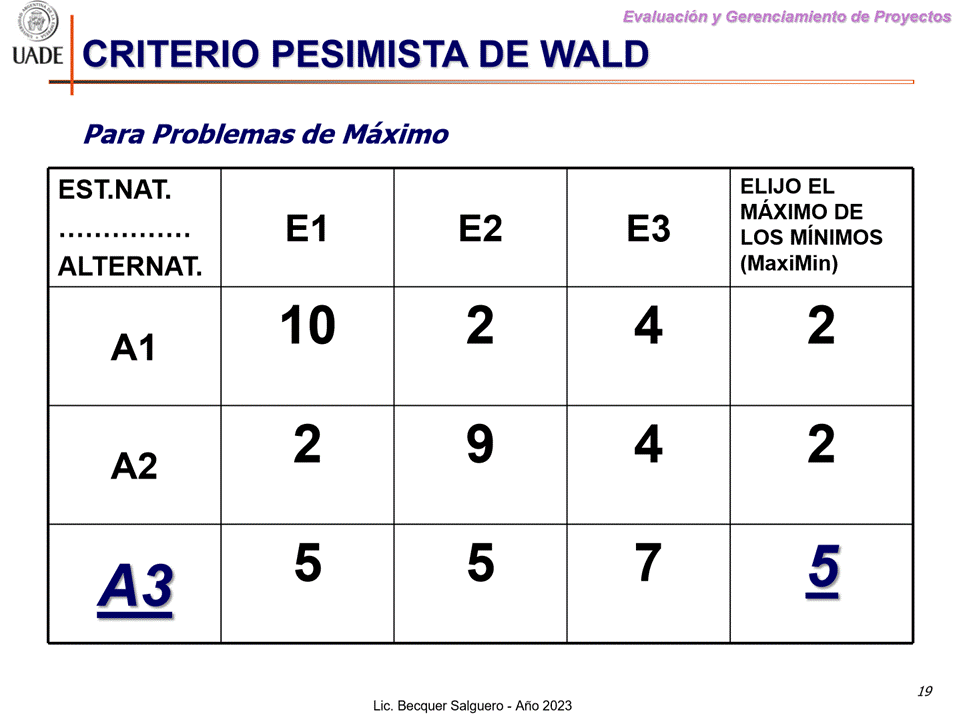 Evaluación y Gerenciamiento de Proyectos
UADE
CRITERIO PESIMISTA DE WALD
Para Problemas de Máximo
EST.NAT.
……………
ALTERNAT.
E1
E2
E3
ELIJO EL
MÁXIMO DE
LOS MÍNIMOS
(MaxiMin)
A1
10
2
4
2
A2
2
9
4
2
A3
5
5
7
5
19
Lic. Becquer Salguero - Año 2023